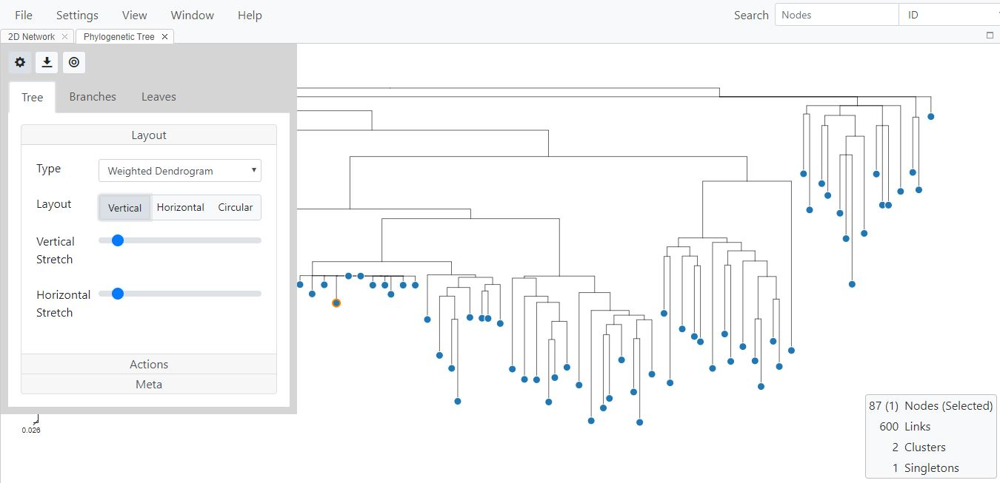 File Settings View Window Help Search Nodes ID
2D Network Phylogenetic Tree
Tree Branches Leaves
Layout
Type Weighted Dendrogram
Layout Vertical Horizontal Circular
Vertical
Stretch
Horizontal
Stretch
Actions
Meta
0.026
87 (1) Nodes (Selected)
600 Links
2 Clusters
1 Singletons